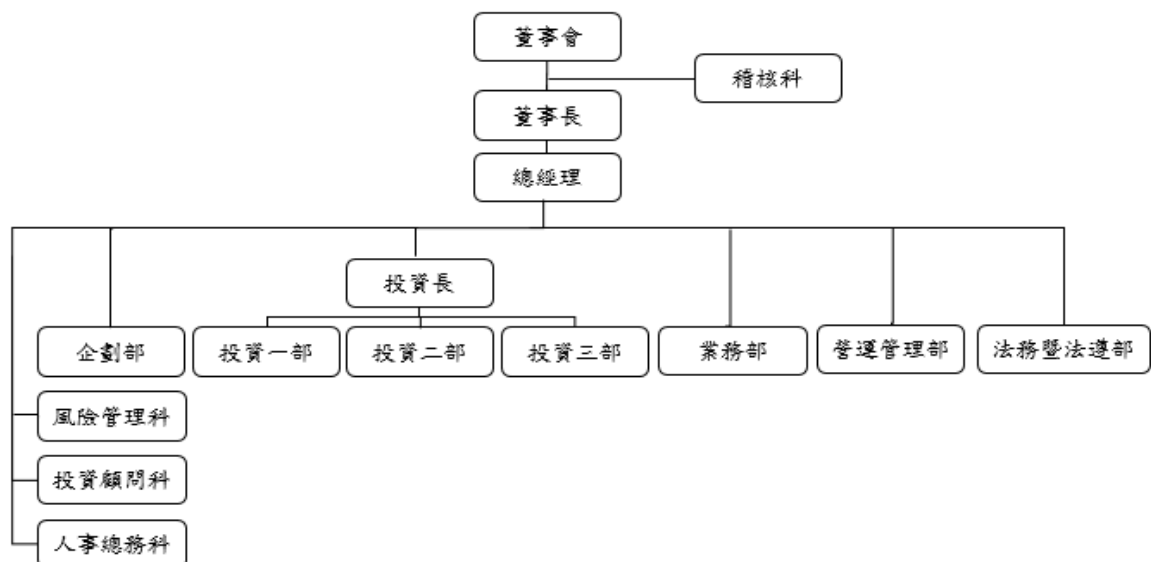 董事會
稽核科
董事長
總經理
投資長
企劃部
投資一部
投資二部
投資三部
業務部
營運管理部
法務暨法遵部
風險管理科
投資顧問科
人事總務科